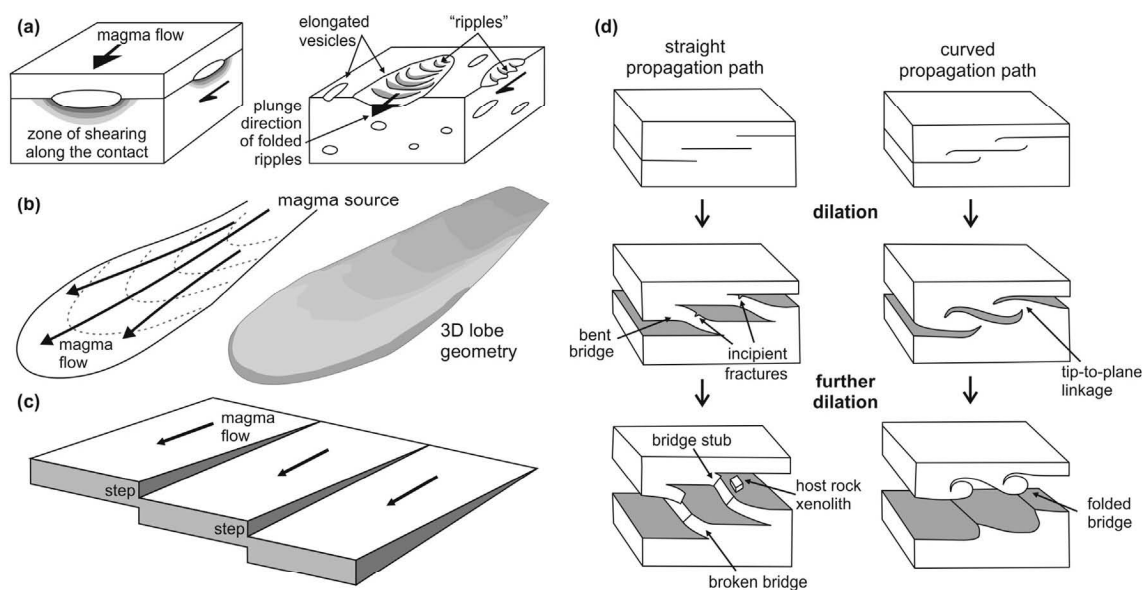 (a)
magma flow
zone of shearing
along the contact
elongated
vesicles
“ripples”
plunge
direction
of folded
ripples
(b)
magma source
magma
flow
3D lobe
geometry
(c)
magma
flow
step
step
(d)
straight
propagation path
curved
propagation path
dilation
bent
bridge
incipient
fractures
tip-to-plane
linkage
further
dilation
bridge stub
host rock
xenolith
broken bridge
folded
bridge